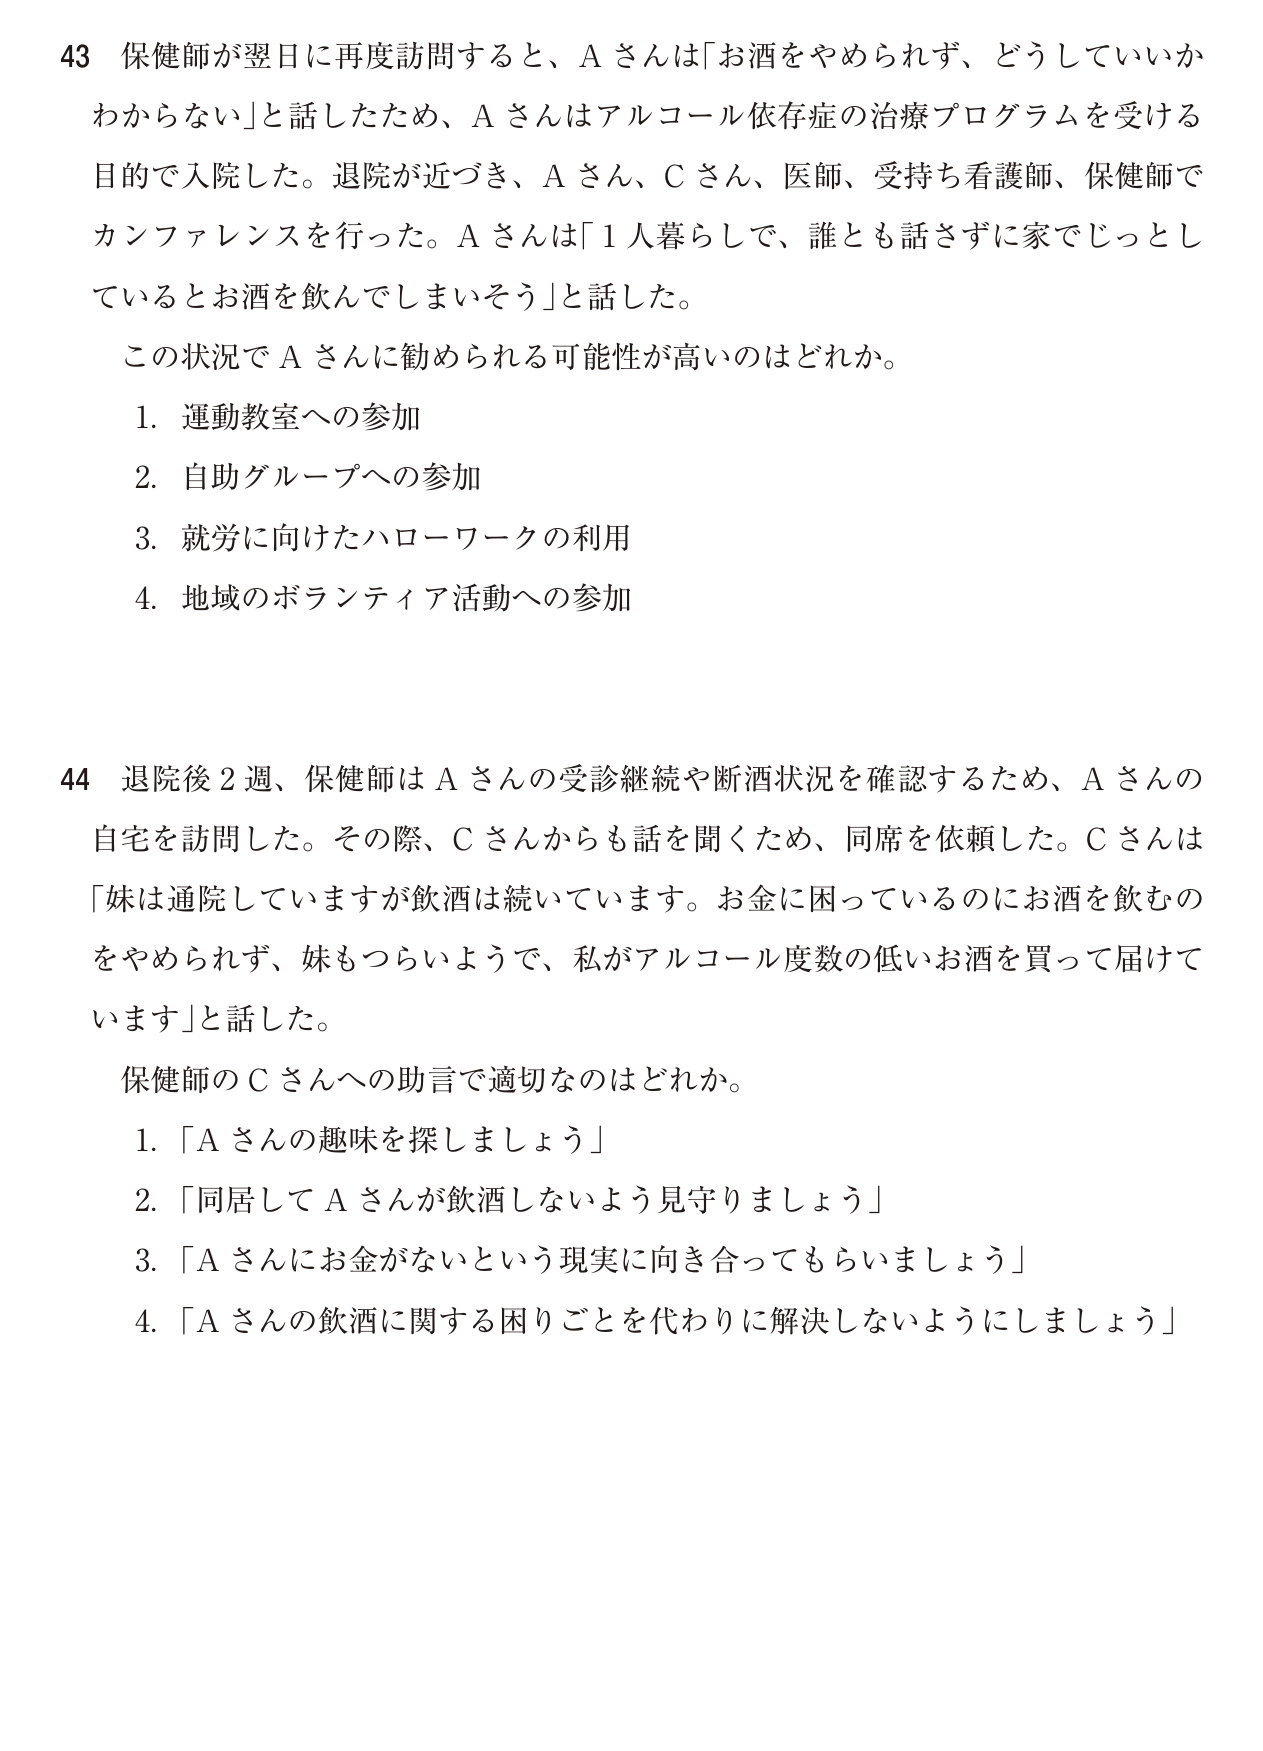 43 保健師が翌日に再度訪問すると、A さんは「お酒をやめられず、どうしていいか
わからない」と話したため、A さんはアルコール依存症の治療プログラムを受ける
目的で入院した。退院が近づき、A さん、C さん、医師、受持ち看護師、保健師で
カンファレンスを行った。A さんは「1 人暮らしで、誰とも話さずに家でじっとし
ているとお酒を飲んでしまいそう」と話した。
この状況で A さんに勧められる可能性が高いのはどれか。
1. 運動教室への参加
2. 自助グループへの参加
3. 就労に向けたハローワークの利用
4. 地域のボランティア活動への参加
44 退院後 2 週、保健師は A さんの受診継続や断酒状況を確認するため、A さんの
自宅を訪問した。その際、C さんからも話を聞くため、同席を依頼した。C さんは
「妹は通院していますが飲酒は続いています。お金に困っているのにお酒を飲むの
をやめられず、妹もつらいようで、私がアルコール度数の低いお酒を買って届けて
います」と話した。
保健師の C さんへの助言で適切なのはどれか。
1. 「A さんの趣味を探しましょう」
2. 「同居して A さんが飲酒しないよう見守りましょう」
3. 「A さんにお金がないという現実に向き合ってもらいましょう」
4. 「A さんの飲酒に関する困りごとを代わりに解決しないようにしましょう」